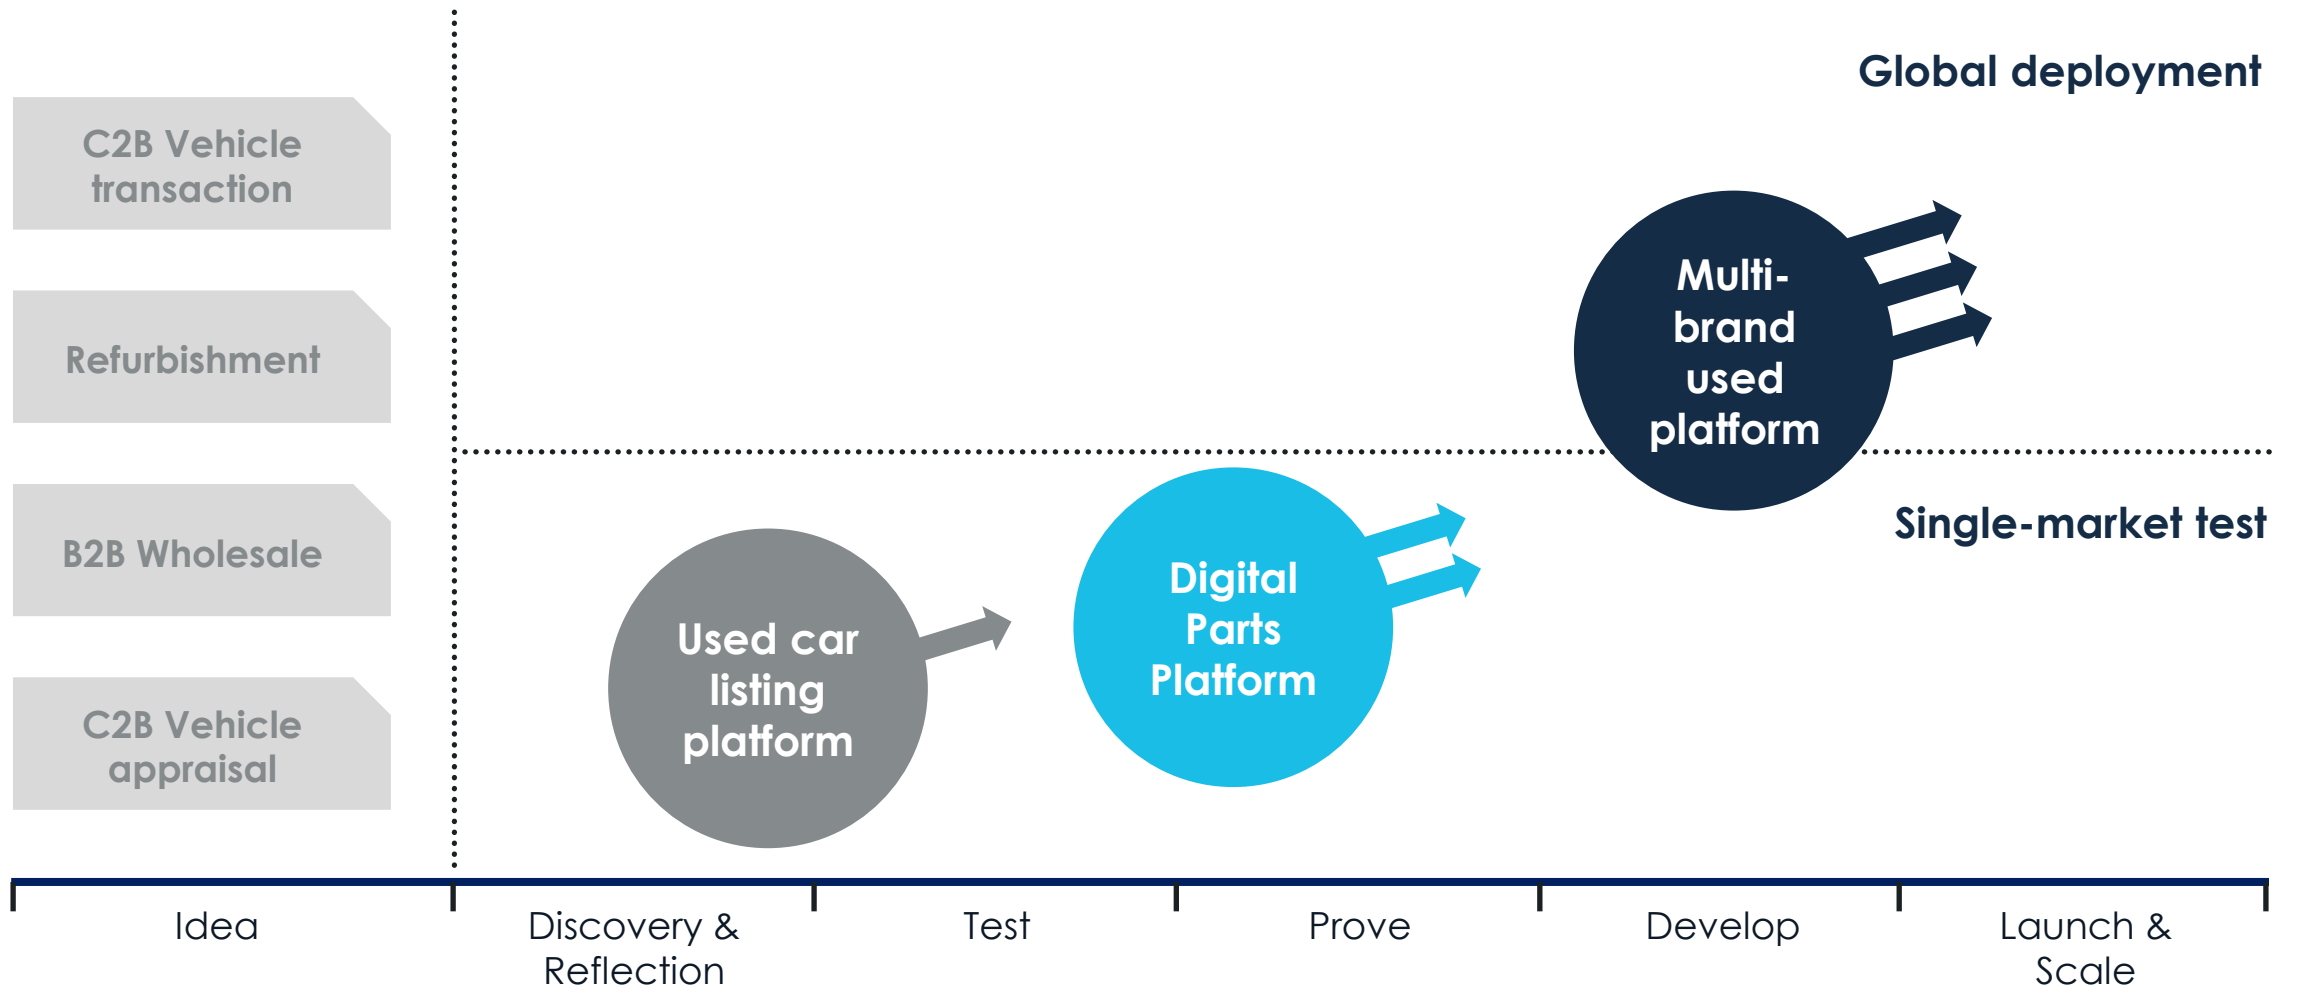 Global deployment
C2B Vehicle
transaction
Refurbishment
B2B Wholesale
C2B Vehicle
appraisal
Multi-
brand
used
platform
Single-market test
Digital
Parts
Platform
Used car
listing
platform
Idea
Discovery &
Reflection
Test
Prove
Develop
Launch &
Scale